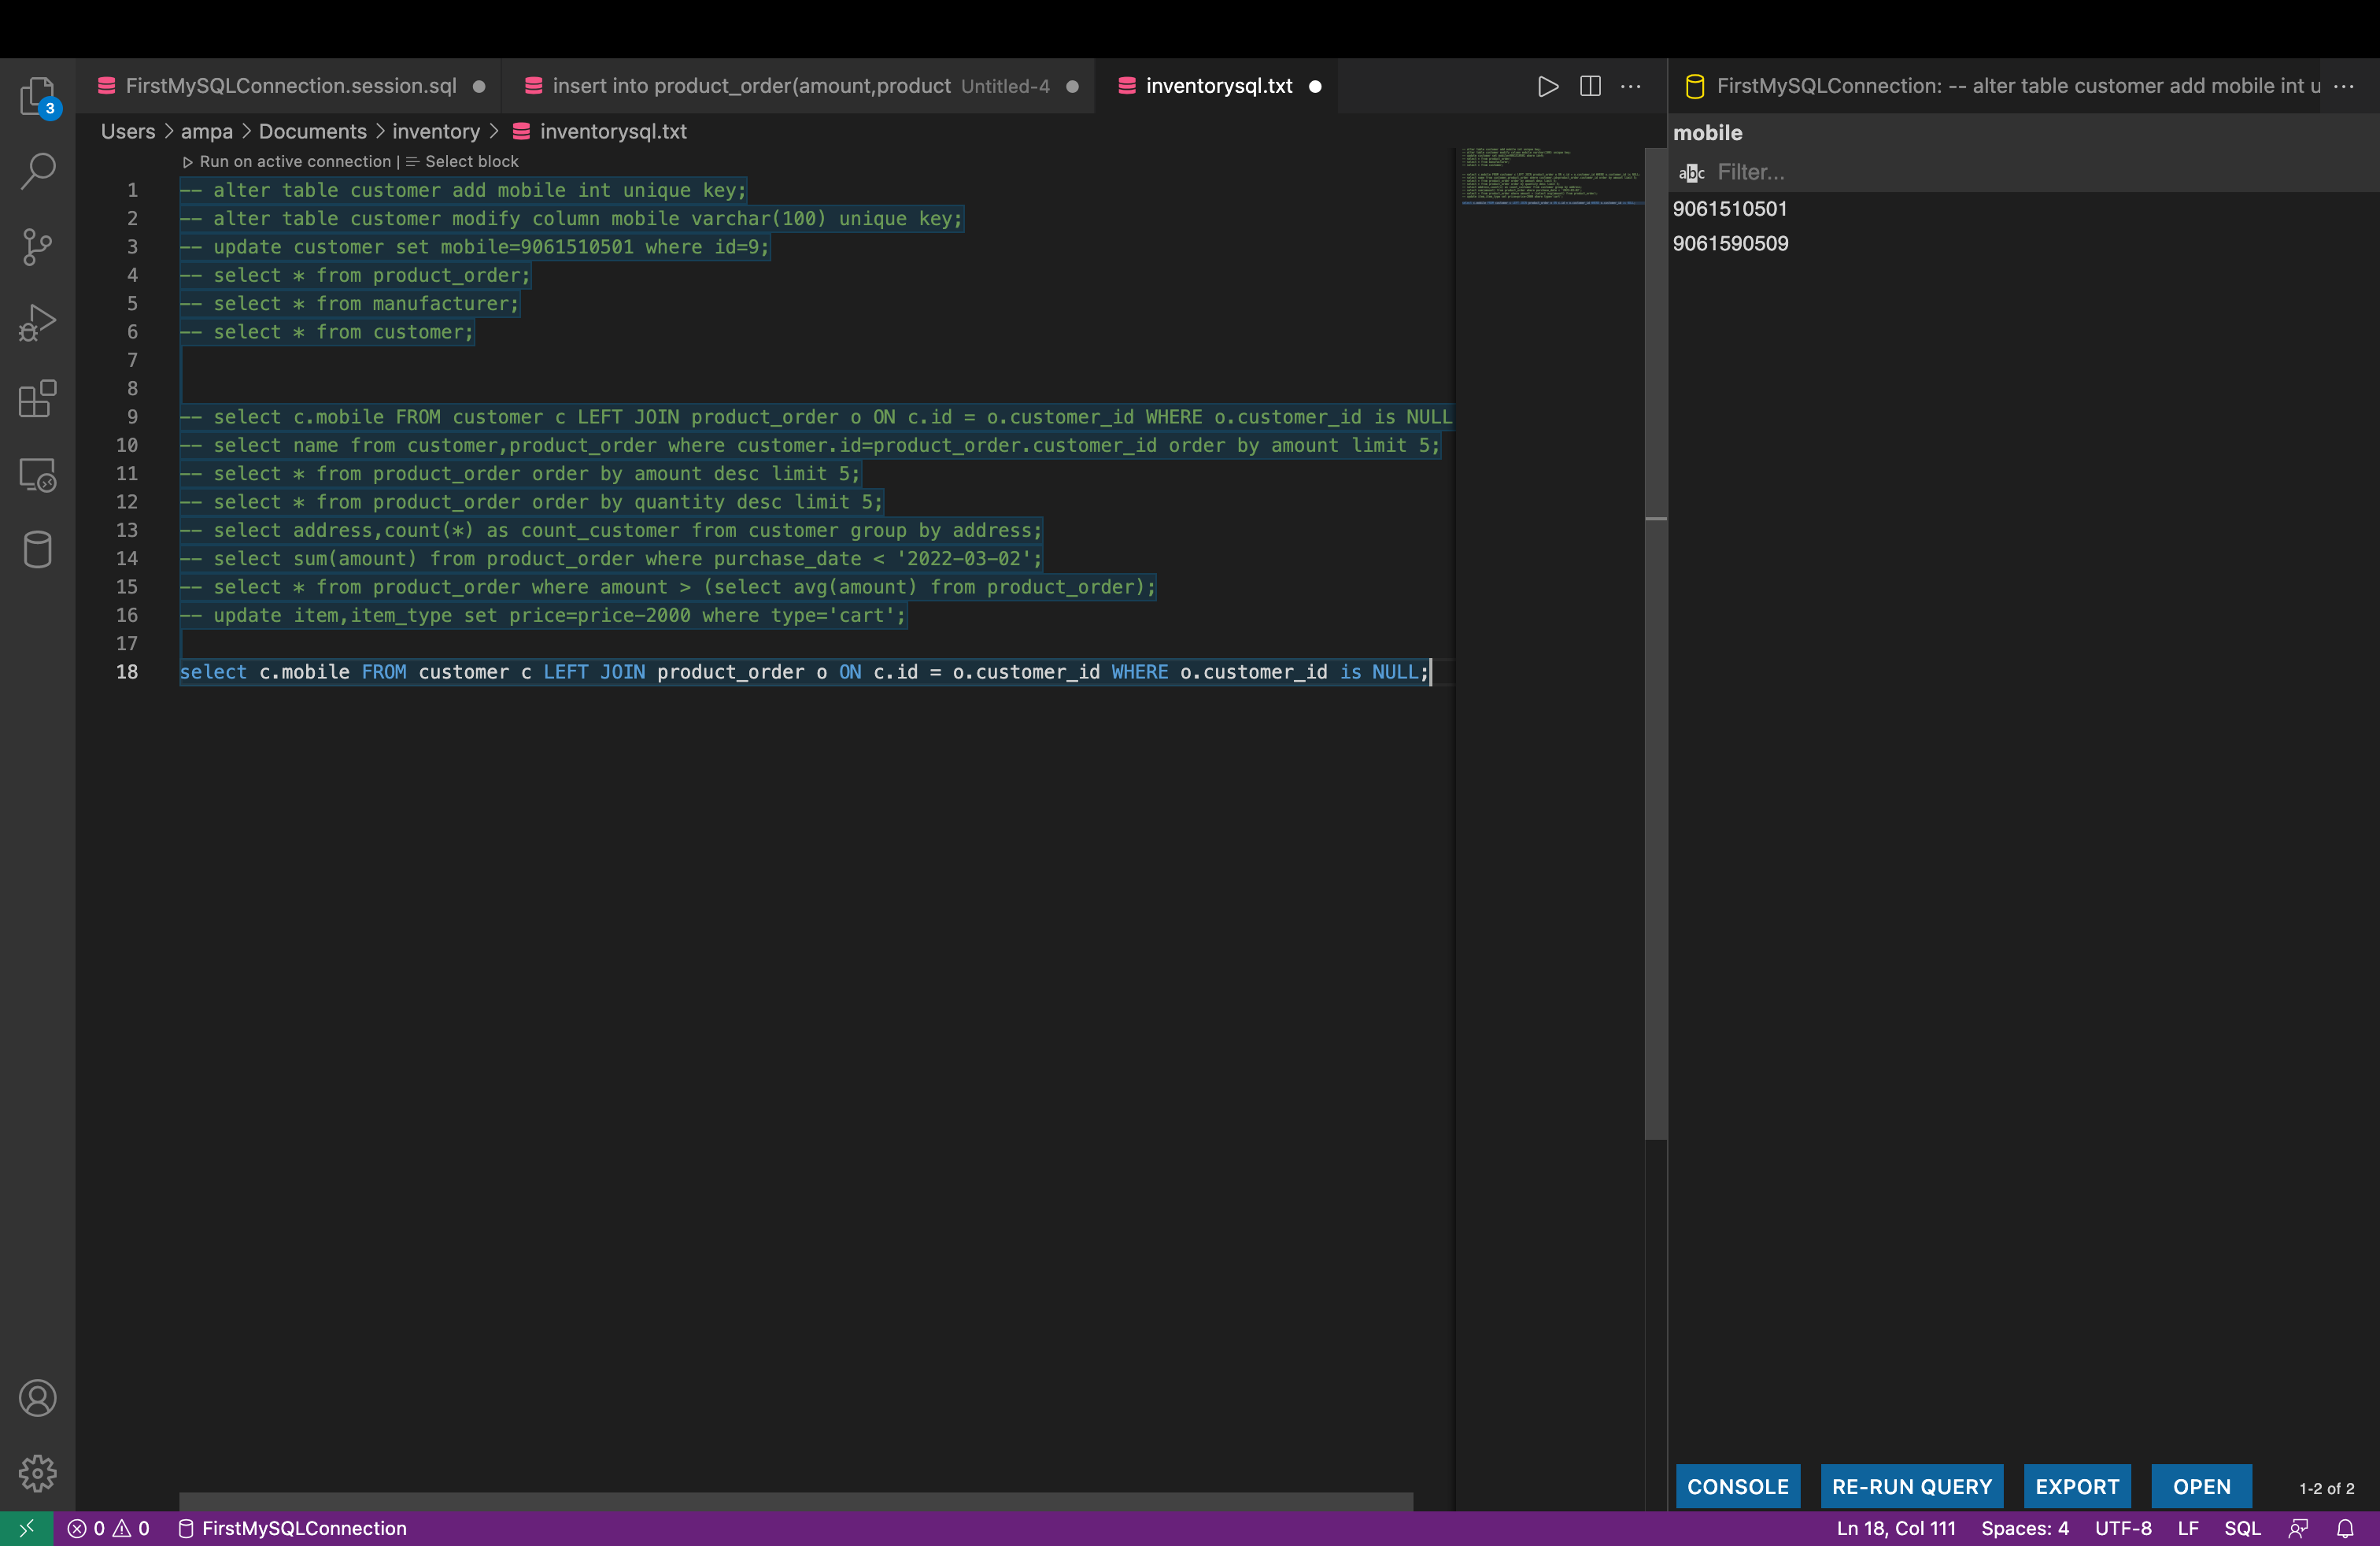 FirstMySQLConnection.session.sql
insert into product_order(amount,product Untitled-4
inventorysql.txt
FirstMySQLConnection: -- alter table customer add mobile int u
Users > ampa > Documents > inventory > inventorysql.txt
Run on active connection | Select block
1 -- alter table customer add mobile int unique key;
2 -- alter table customer modify column mobile varchar(100) unique key;
3 -- update customer set mobile=9061510501 where id=9;
4 -- select * from product_order;
5 -- select * from manufacturer;
6 -- select * from customer;
7
8
9 -- select c.mobile FROM customer c LEFT JOIN product_order o ON c.id = o.customer_id WHERE o.customer_id is NULL
10 -- select name from customer,product_order where customer.id=product_order.customer_id order by amount limit 5;
11 -- select * from product_order order by amount desc limit 5;
12 -- select * from product_order order by quantity desc limit 5;
13 -- select address,count(*) as count_customer from customer group by address;
14 -- select sum(amount) from product_order where purchase_date < '2022-03-02';
15 -- select * from product_order where amount > (select avg(amount) from product_order);
16 -- update item,item_type set price=price-2000 where type='cart';
17
18 select c.mobile FROM customer c LEFT JOIN product_order o ON c.id = o.customer_id WHERE o.customer_id is NULL;
mobile
abc Filter...
9061510501
9061590509
3
CONSOLE
RE-RUN QUERY
EXPORT
OPEN
1-2 of 2
0 0 FirstMySQLConnection
Ln 18, Col 111 Spaces: 4 UTF-8 LF SQL